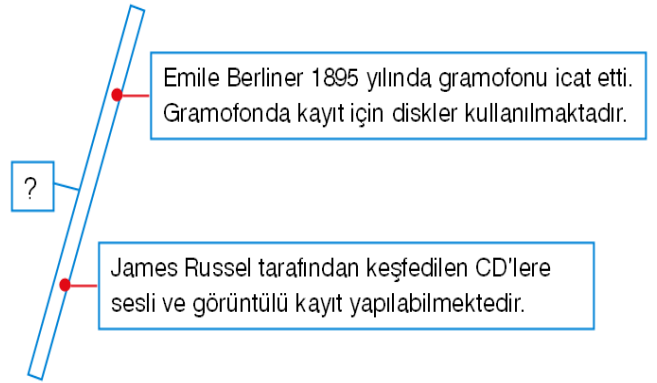 Emile Berliner 1895 yılında gramofonu icat etti.
Gramofonda kayıt için diskler kullanılmaktadır.
?
James Russel tarafından keşfedilen CD'lere
sesli ve görüntülü kayıt yapılabilmektedir.